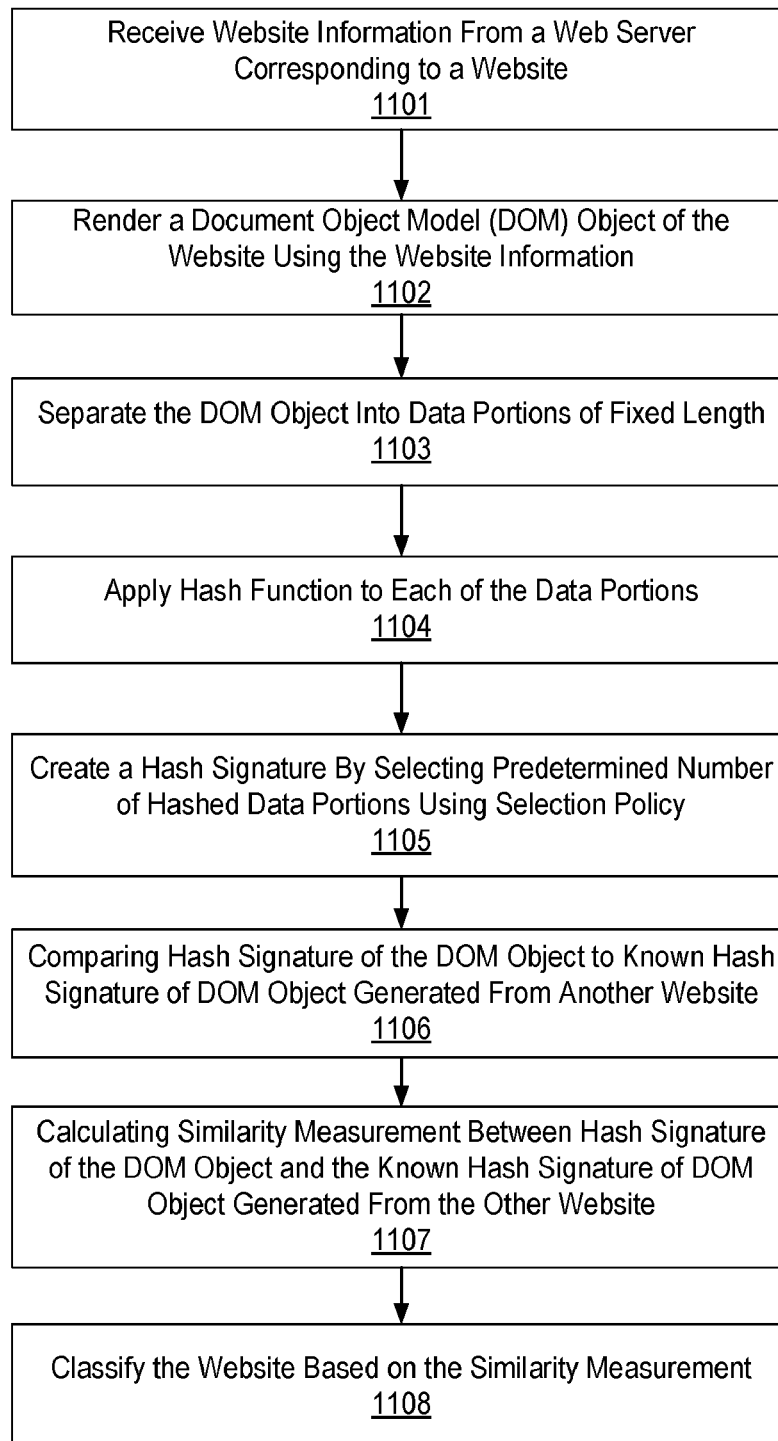 Receive Website Information From a Web Server
Corresponding to a Website
1101
Render a Document Object Model (DOM) Object of the
Website Using the Website Information
1102
Separate the DOM Object Into Data Portions of Fixed Length
1103
Apply Hash Function to Each of the Data Portions
1104
Create a Hash Signature By Selecting Predetermined Number
of Hashed Data Portions Using Selection Policy
1105
Comparing Hash Signature of the DOM Object to Known Hash
Signature of DOM Object Generated From Another Website
1106
Calculating Similarity Measurement Between Hash Signature
of the DOM Object and the Known Hash Signature of DOM
Object Generated From the Other Website
1107
Classify the Website Based on the Similarity Measurement
1108